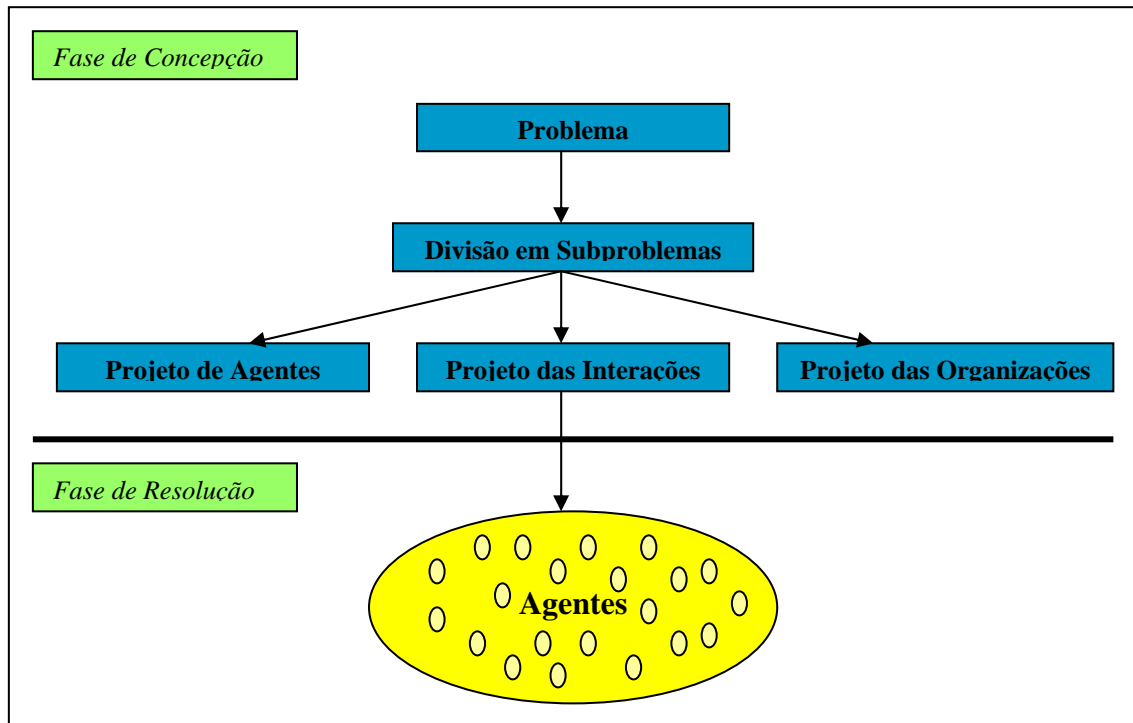 Fase de Concepção
Problema
Divisão em Subproblemas
Projeto de Agentes
Projeto das Interações
Projeto das Organizações
Fase de Resolução
Agentes